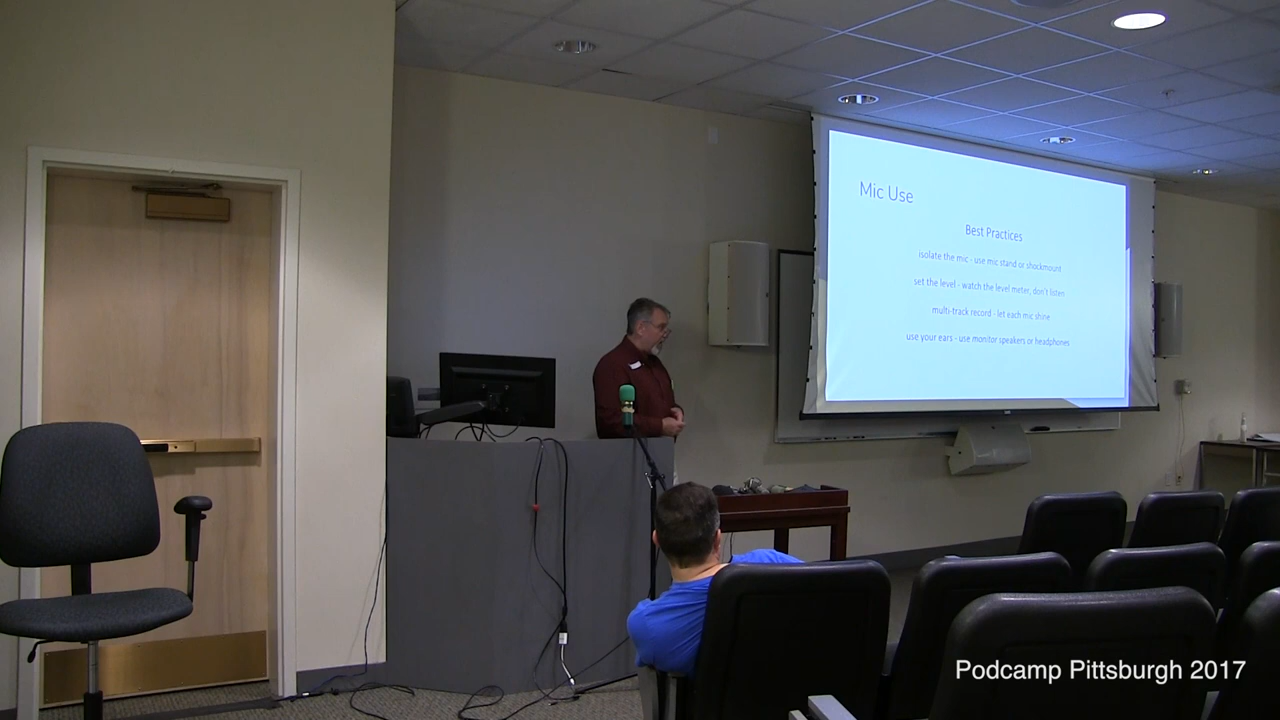 Mic Use
Best Practices
isolate the mic - use mic stand or shockmount
set the level - watch the level meter, don't listen
multi-track record - let each mic shine
use your ears - use monitor speakers or headphones
Podcamp Pittsburgh 2017